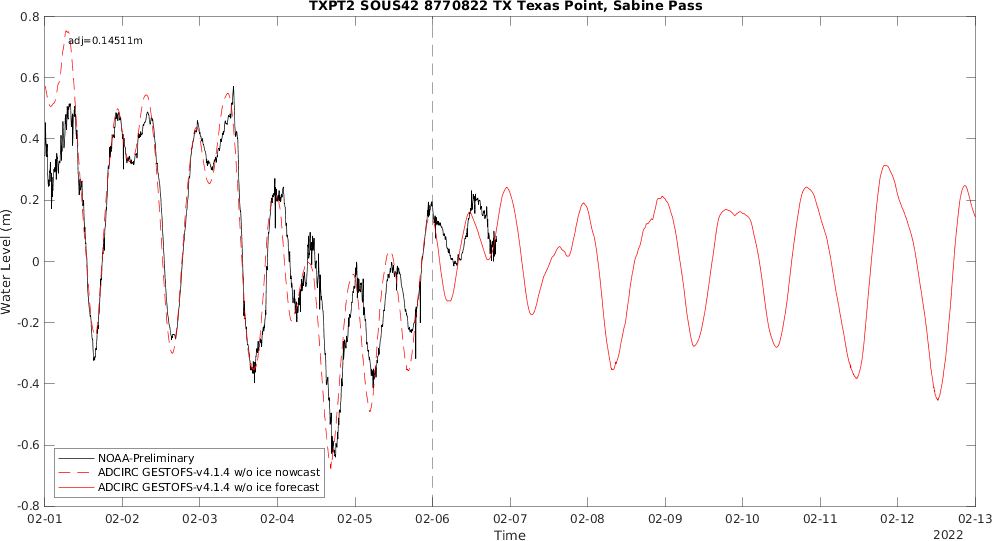 TXPT2 SOUS42 8770822 TX Texas Point, Sabine Pass
adj=0.14511m
0.8
0.6
0.4
0.2
0
-0.2
-0.4
-0.6
-0.8
Water Level (m)
NOAA-Preliminary
ADCIRC GESTOFS-v4.1.4 w/o ice nowcast
ADCIRC GESTOFS-v4.1.4 w/o ice forecast
02-01 02-02 02-03 02-04 02-05 02-06 02-07 02-08 02-09 02-10 02-11 02-12 02-13
Time
2022